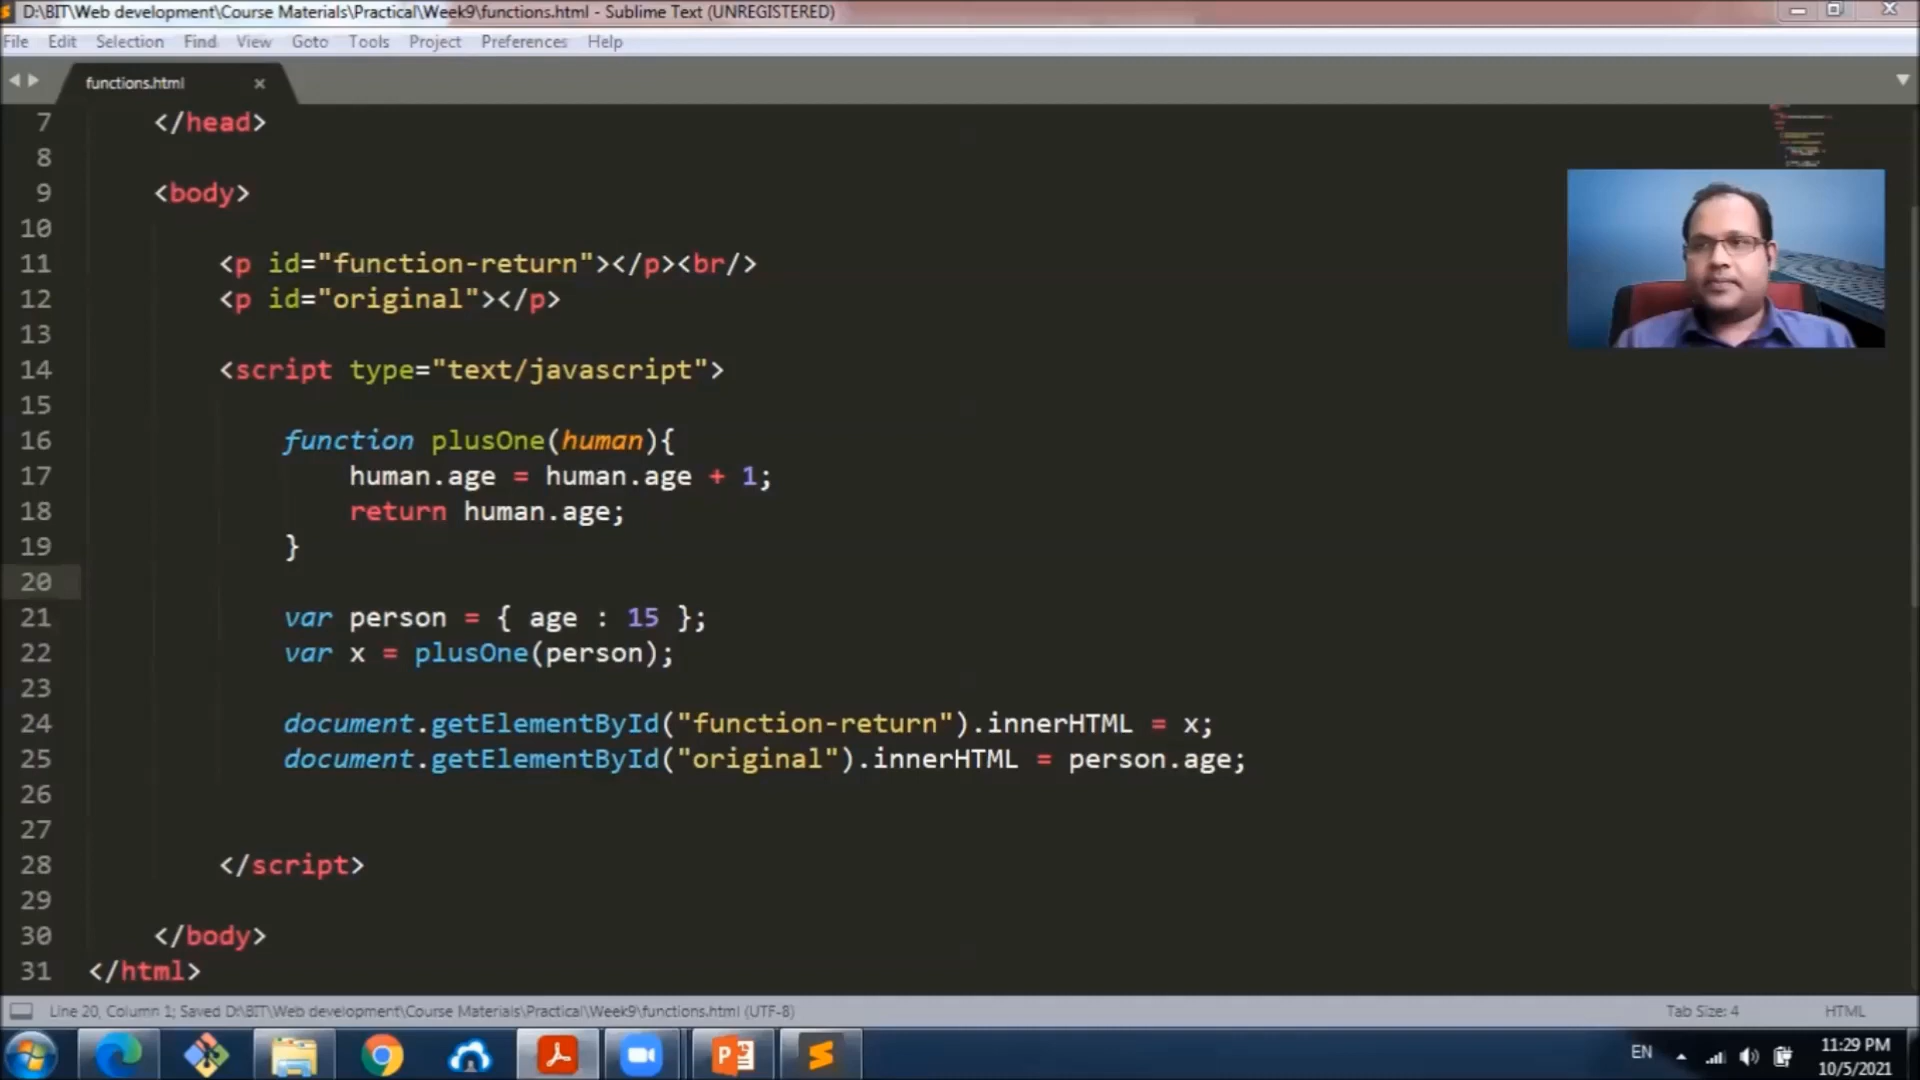 D:\BIT\Web development\Course Materials\Practical\Week9\functions.html - Sublime Text (UNREGISTERED)
File Edit Selection Find View Goto Tools Project Preferences Help
functions.html
7 </head>
8
9 <body>
10
11 <p id="function-return"></p><br/>
12 <p id="original"></p>
13
14 <script type="text/javascript">
15
16 function plusOne(human){
17 human.age = human.age + 1;
18 return human.age;
19 }
20
21 var person = { age : 15 };
22 var x = plusOne(person);
23
24 document.getElementById("function-return").innerHTML = x;
25 document.getElementById("original").innerHTML = person.age;
26
27
28 </script>
29
30 </body>
31 </html>
Line 20, Column 1; Saved D:\BIT\Web development\Course Materials\Practical\Week9\functions.html (UTF-8) Tab Size: 4 HTML
EN 11:29 PM
10/5/2021